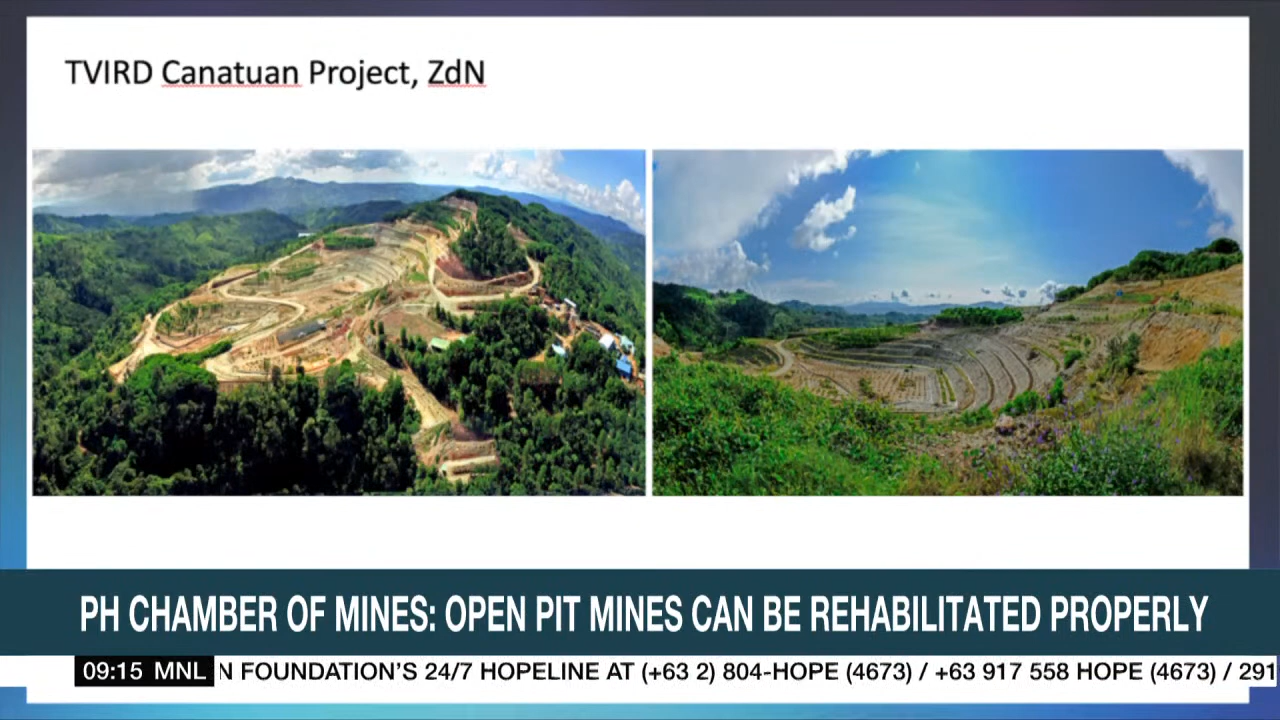 TVIRD Canatuan Project, ZdN
PH CHAMBER OF MINES: OPEN PIT MINES CAN BE REHABILITATED PROPERLY
09:15 MNL
N FOUNDATION'S 24/7 HOPELINE AT (+63 2) 804-HOPE (4673) / +63 917 558 HOPE (4673) / 291